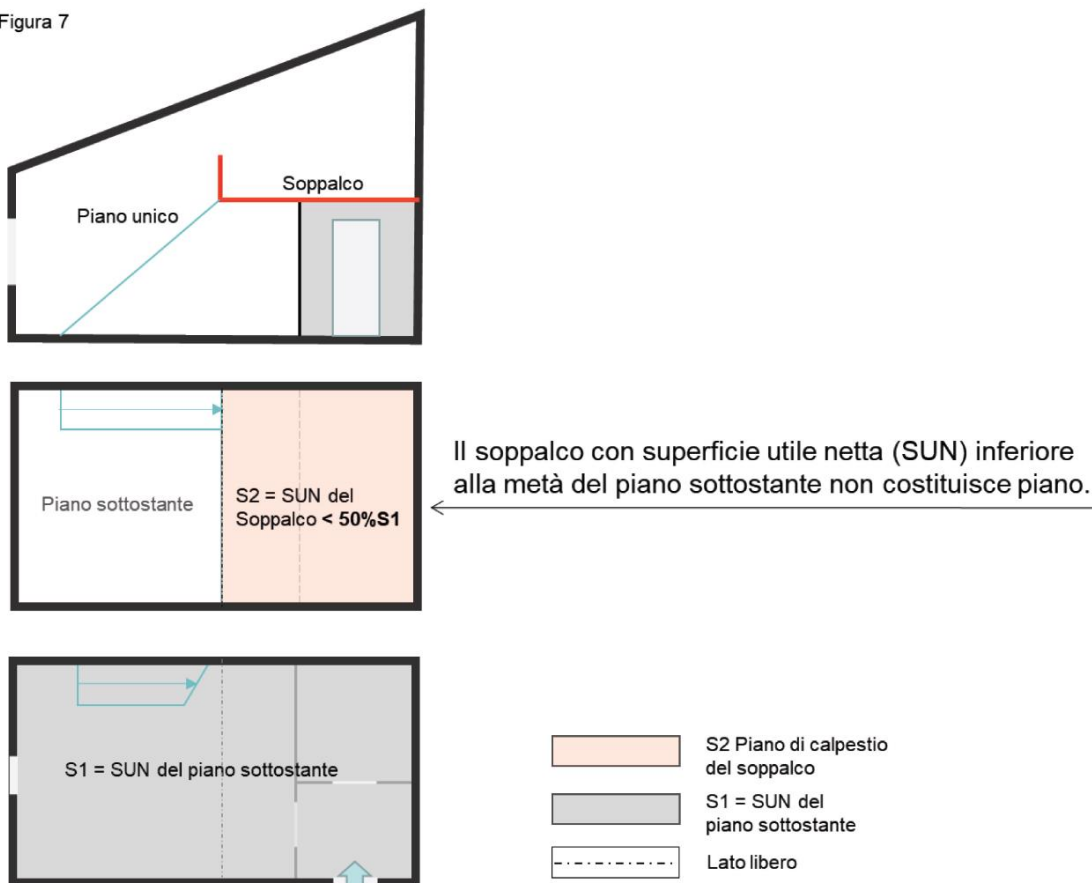 Figura 7
Soppalco
Piano unico
Piano sottostante
S2 = SUN del
Soppalco < 50%S1
Il soppalco con superficie utile netta (SUN) inferiore
alla metà del piano sottostante non costituisce piano.
S1 = SUN del piano sottostante
S2 Piano di calpestio
del soppalco
S1 = SUN del
piano sottostante
Lato libero